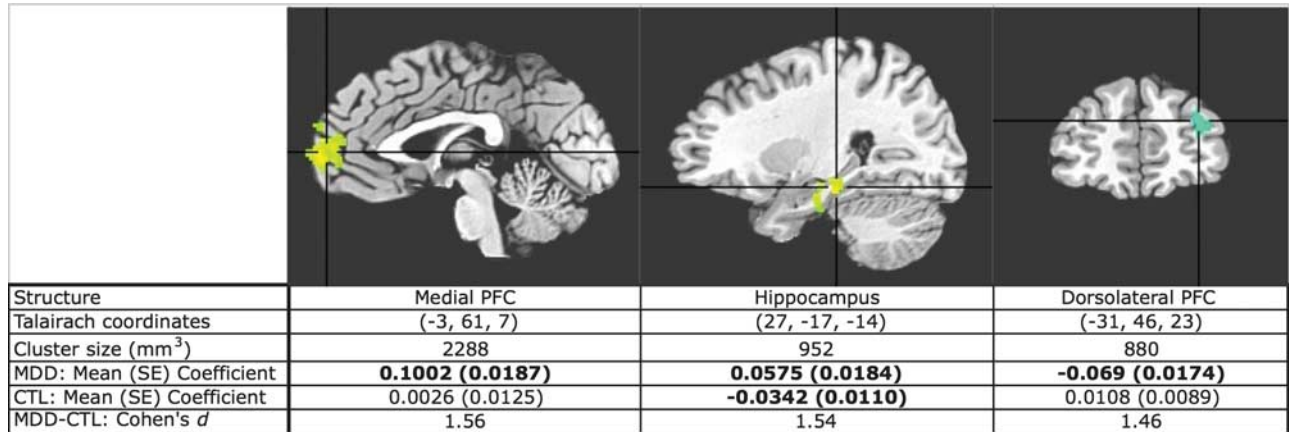 Structure Medial PFC Hippocampus Dorsolateral PFC
Talairach coordinates (-3, 61, 7) (27, -17, -14) (-31, 46, 23)
Cluster size (mm³) 2288 952 880
MDD: Mean (SE) Coefficient 0.1002 (0.0187) 0.0575 (0.0184) -0.069 (0.0174)
CTL: Mean (SE) Coefficient 0.0026 (0.0125) -0.0342 (0.0110) 0.0108 (0.0089)
MDD-CTL: Cohen's d 1.56 1.54 1.46